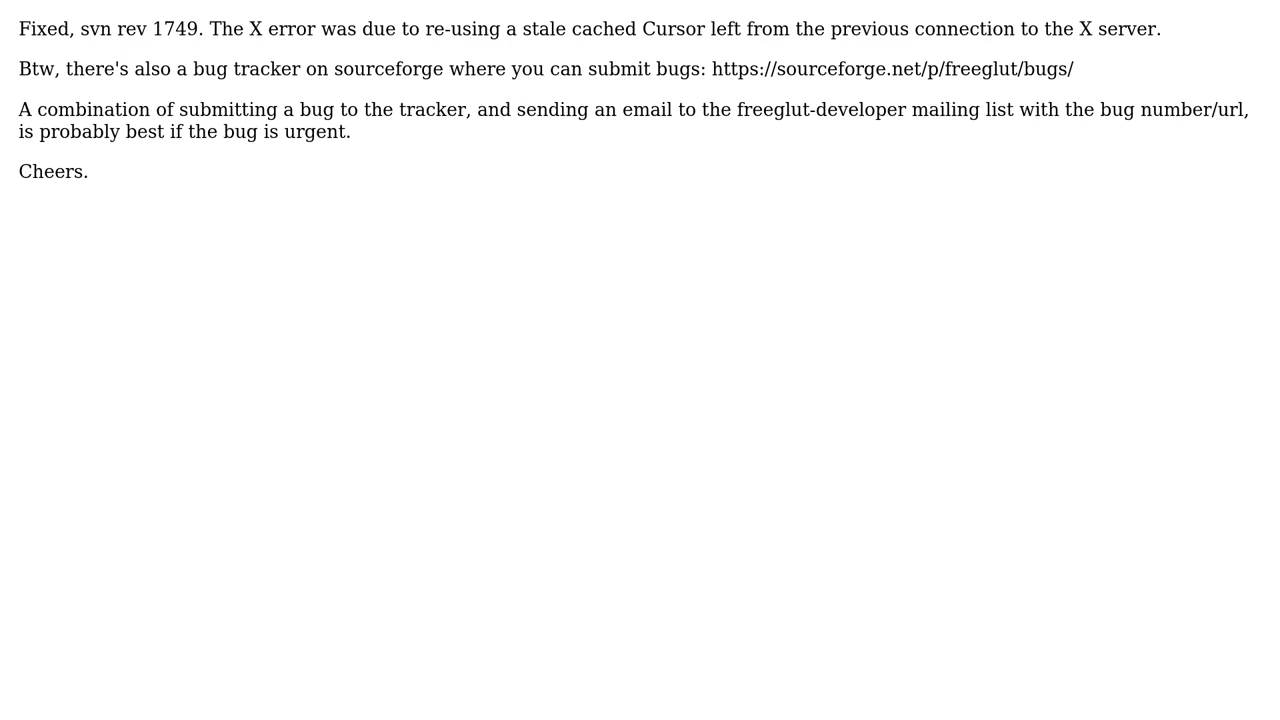 Fixed, svn rev 1749. The X error was due to re-using a stale cached Cursor left from the previous connection to the X server.
Btw, there's also a bug tracker on sourceforge where you can submit bugs: https://sourceforge.net/p/freeglut/bugs/
A combination of submitting a bug to the tracker, and sending an email to the freeglut-developer mailing list with the bug number/url,
is probably best if the bug is urgent.
Cheers.